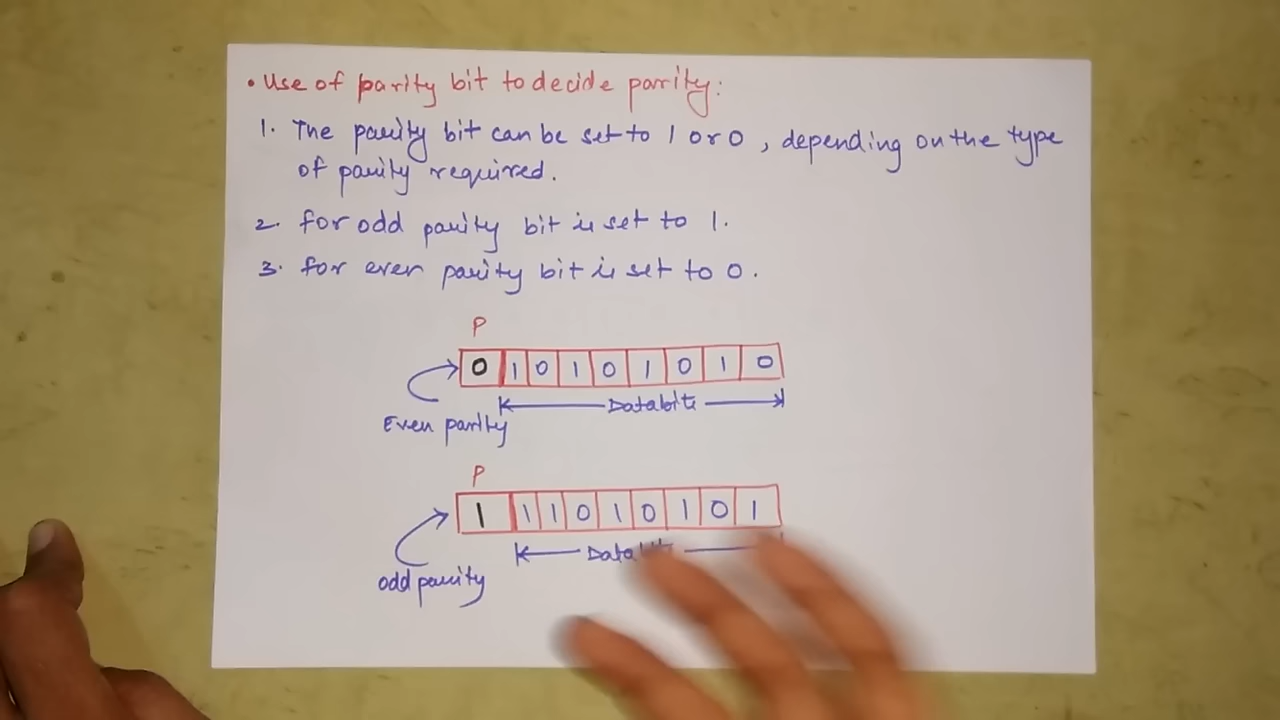 • Use of parity bit to decide parity:
1. The parity bit can be set to 1 or 0, depending on the type
of parity required.
2. for odd parity bit is set to 1.
3. for even parity bit is set to 0.
P
0 1 0 1 0 1 0 1 0
Databits
Even parity
P
1 1 1 0 1 0 1 0 1
Databits
odd parity